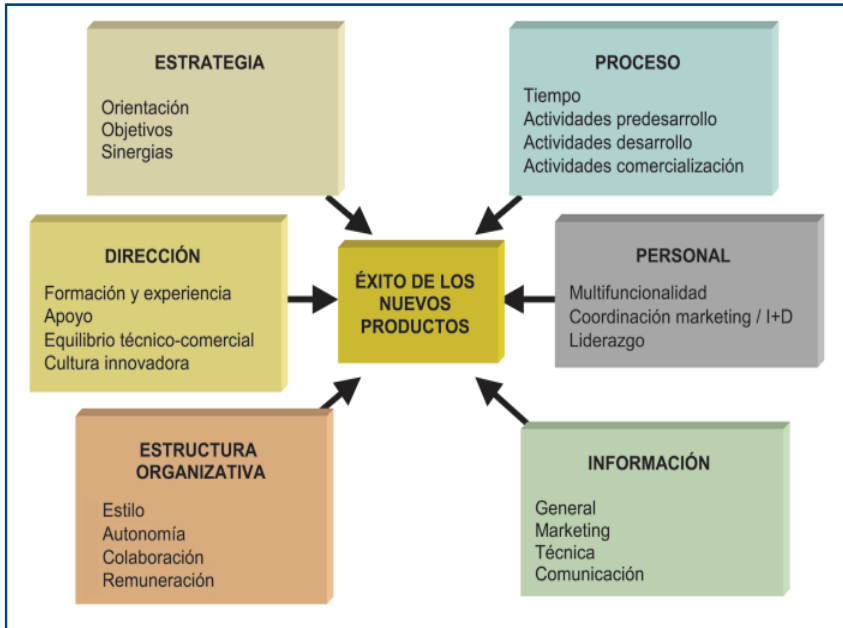 ESTRATEGIA
Orientación
Objetivos
Sinergias
PROCESO
Tiempo
Actividades predesarrollo
Actividades desarrollo
Actividades comercialización
DIRECCIÓN
Formación y experiencia
Apoyo
Equilibrio técnico-comercial
Cultura innovadora
ÉXITO DE LOS
NUEVOS
PRODUCTOS
PERSONAL
Multifuncionalidad
Coordinación marketing / I+D
Liderazgo
ESTRUCTURA
ORGANIZATIVA
Estilo
Autonomía
Colaboración
Remuneración
INFORMACIÓN
General
Marketing
Técnica
Comunicación